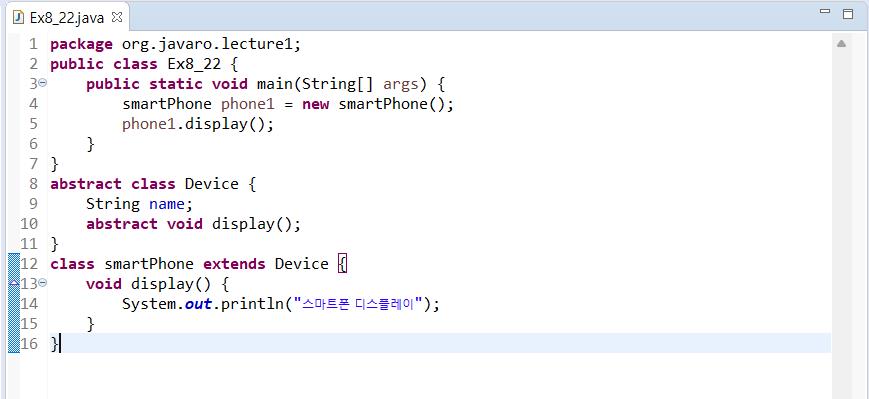 Ex8_22.java
1 package org.javaro.lecture1;
2 public class Ex8_22 {
3 public static void main(String[] args) {
4 smartPhone phone1 = new smartPhone();
5 phone1.display();
6 }
7 }
8 abstract class Device {
9 String name;
10 abstract void display();
11 }
12 class smartPhone extends Device {
13 void display() {
14 System.out.println("스마트폰 디스플레이");
15 }
16 }